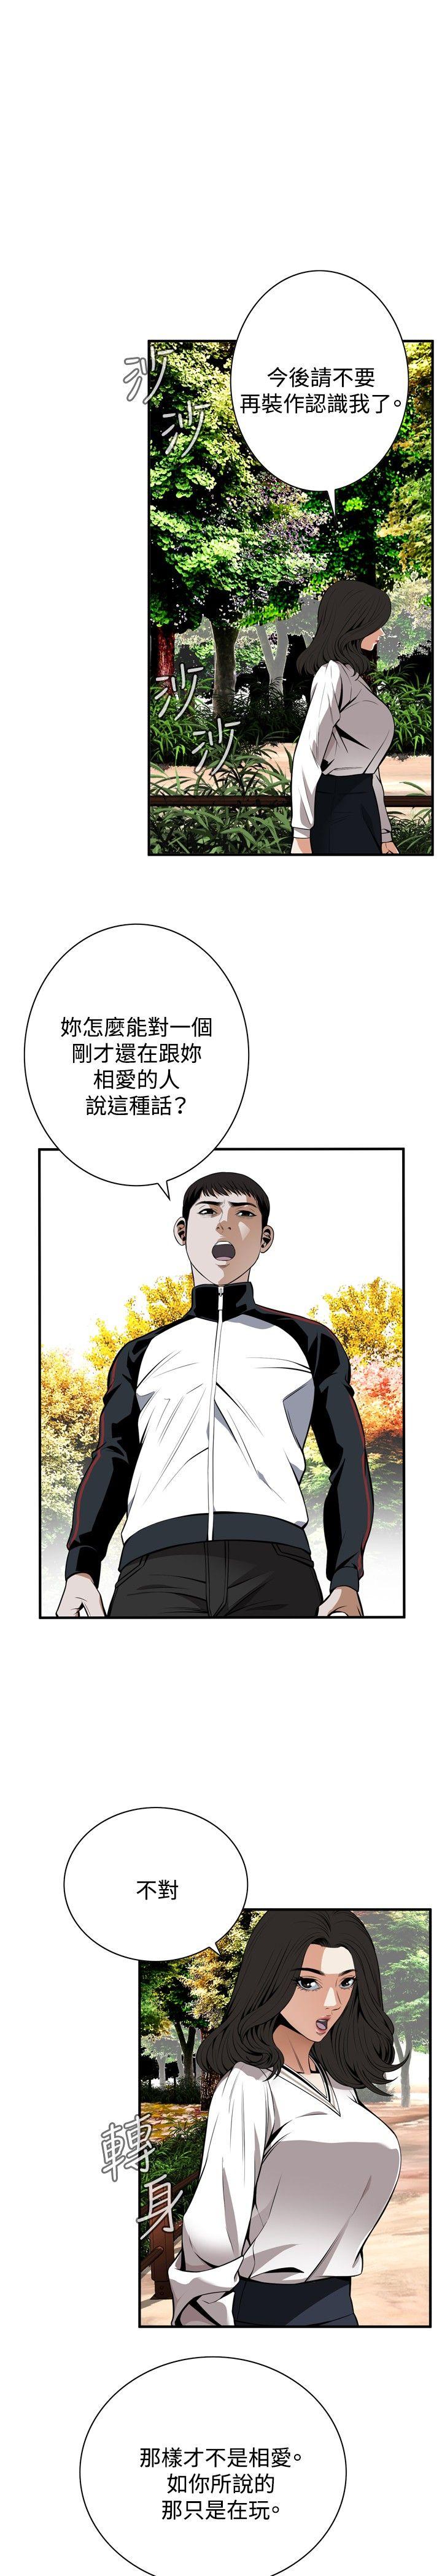 今後請不要
再裝作認識我了。
沙
沙
沙
沙
妳怎麼能對一個
剛才還在跟妳
相愛的人
說這種話？
不對
轉
身
那樣才不是相愛。
如你所說的
那只是在玩。